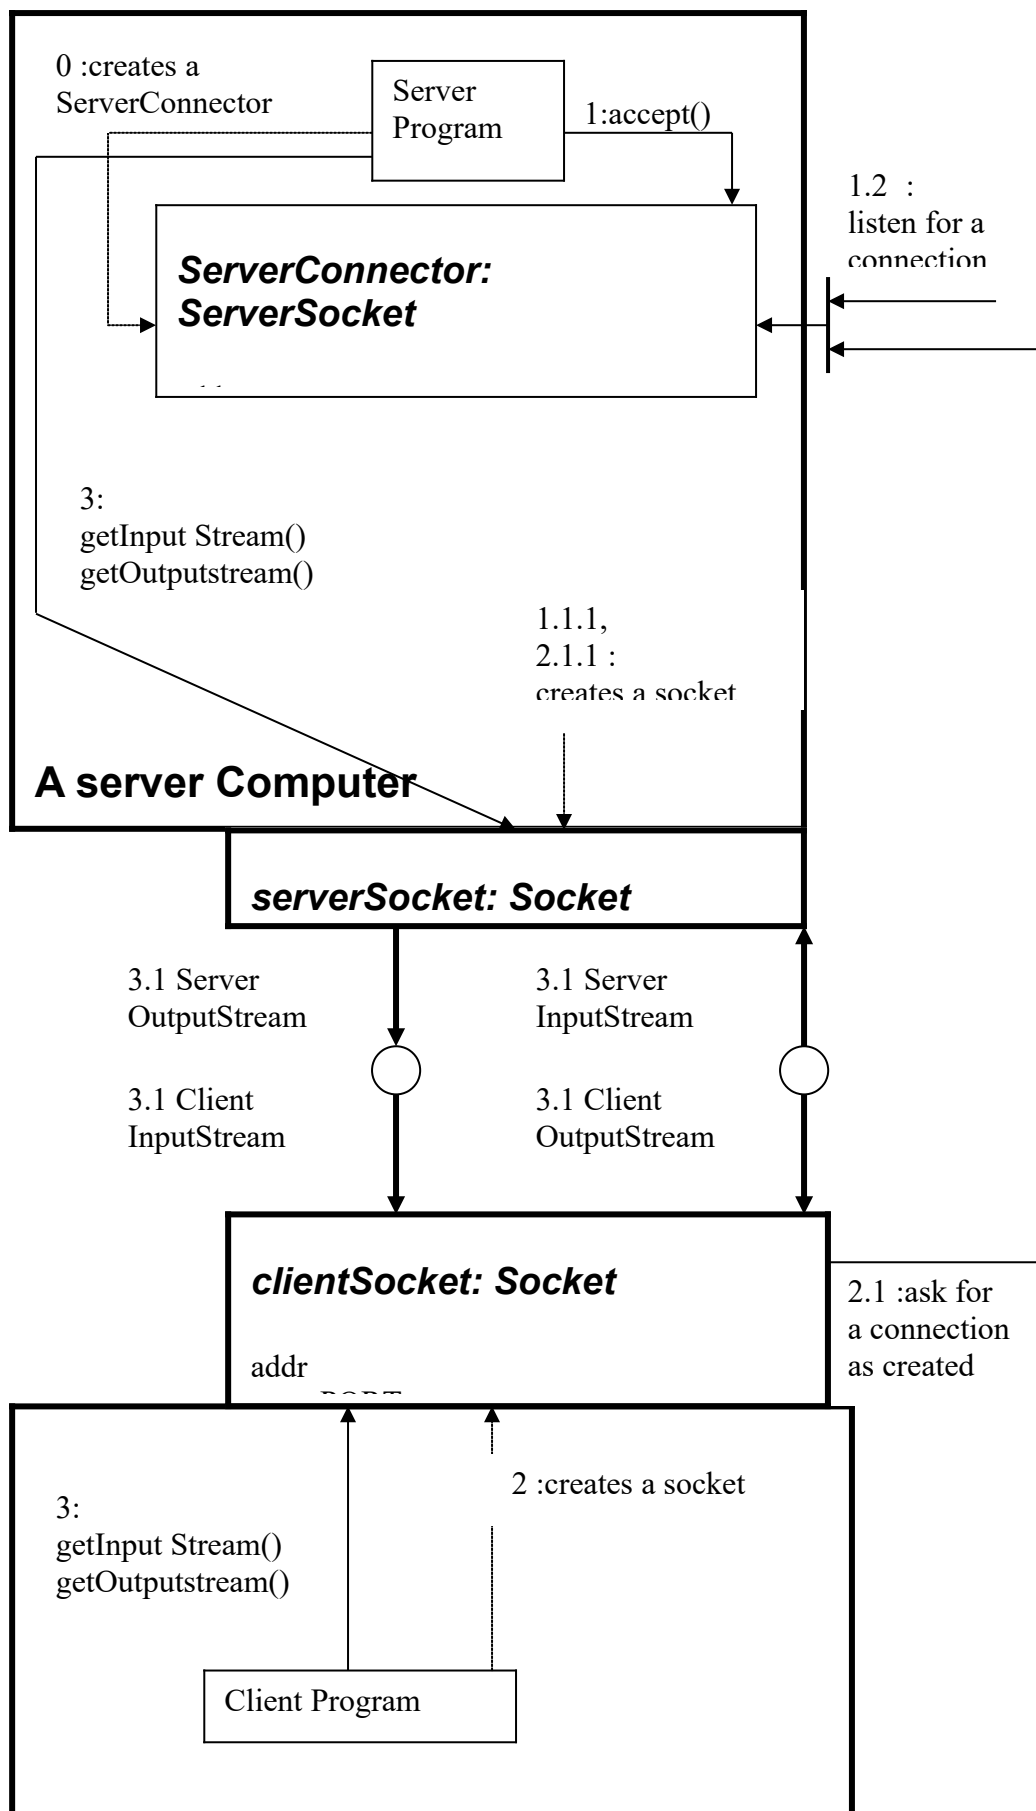 0 :creates a
ServerConnector
Server
Program
1:accept()
1.2 :
listen for a
connection
ServerConnector:
ServerSocket
3:
getInput Stream()
getOutputstream()
1.1.1,
2.1.1 :
creates a socket
A server Computer
serverSocket: Socket
3.1 Server
OutputStream
3.1 Server
InputStream
3.1 Client
InputStream
3.1 Client
OutputStream
clientSocket: Socket
addr
2.1 :ask for
a connection
as created
2 :creates a socket
3:
getInput Stream()
getOutputstream()
Client Program